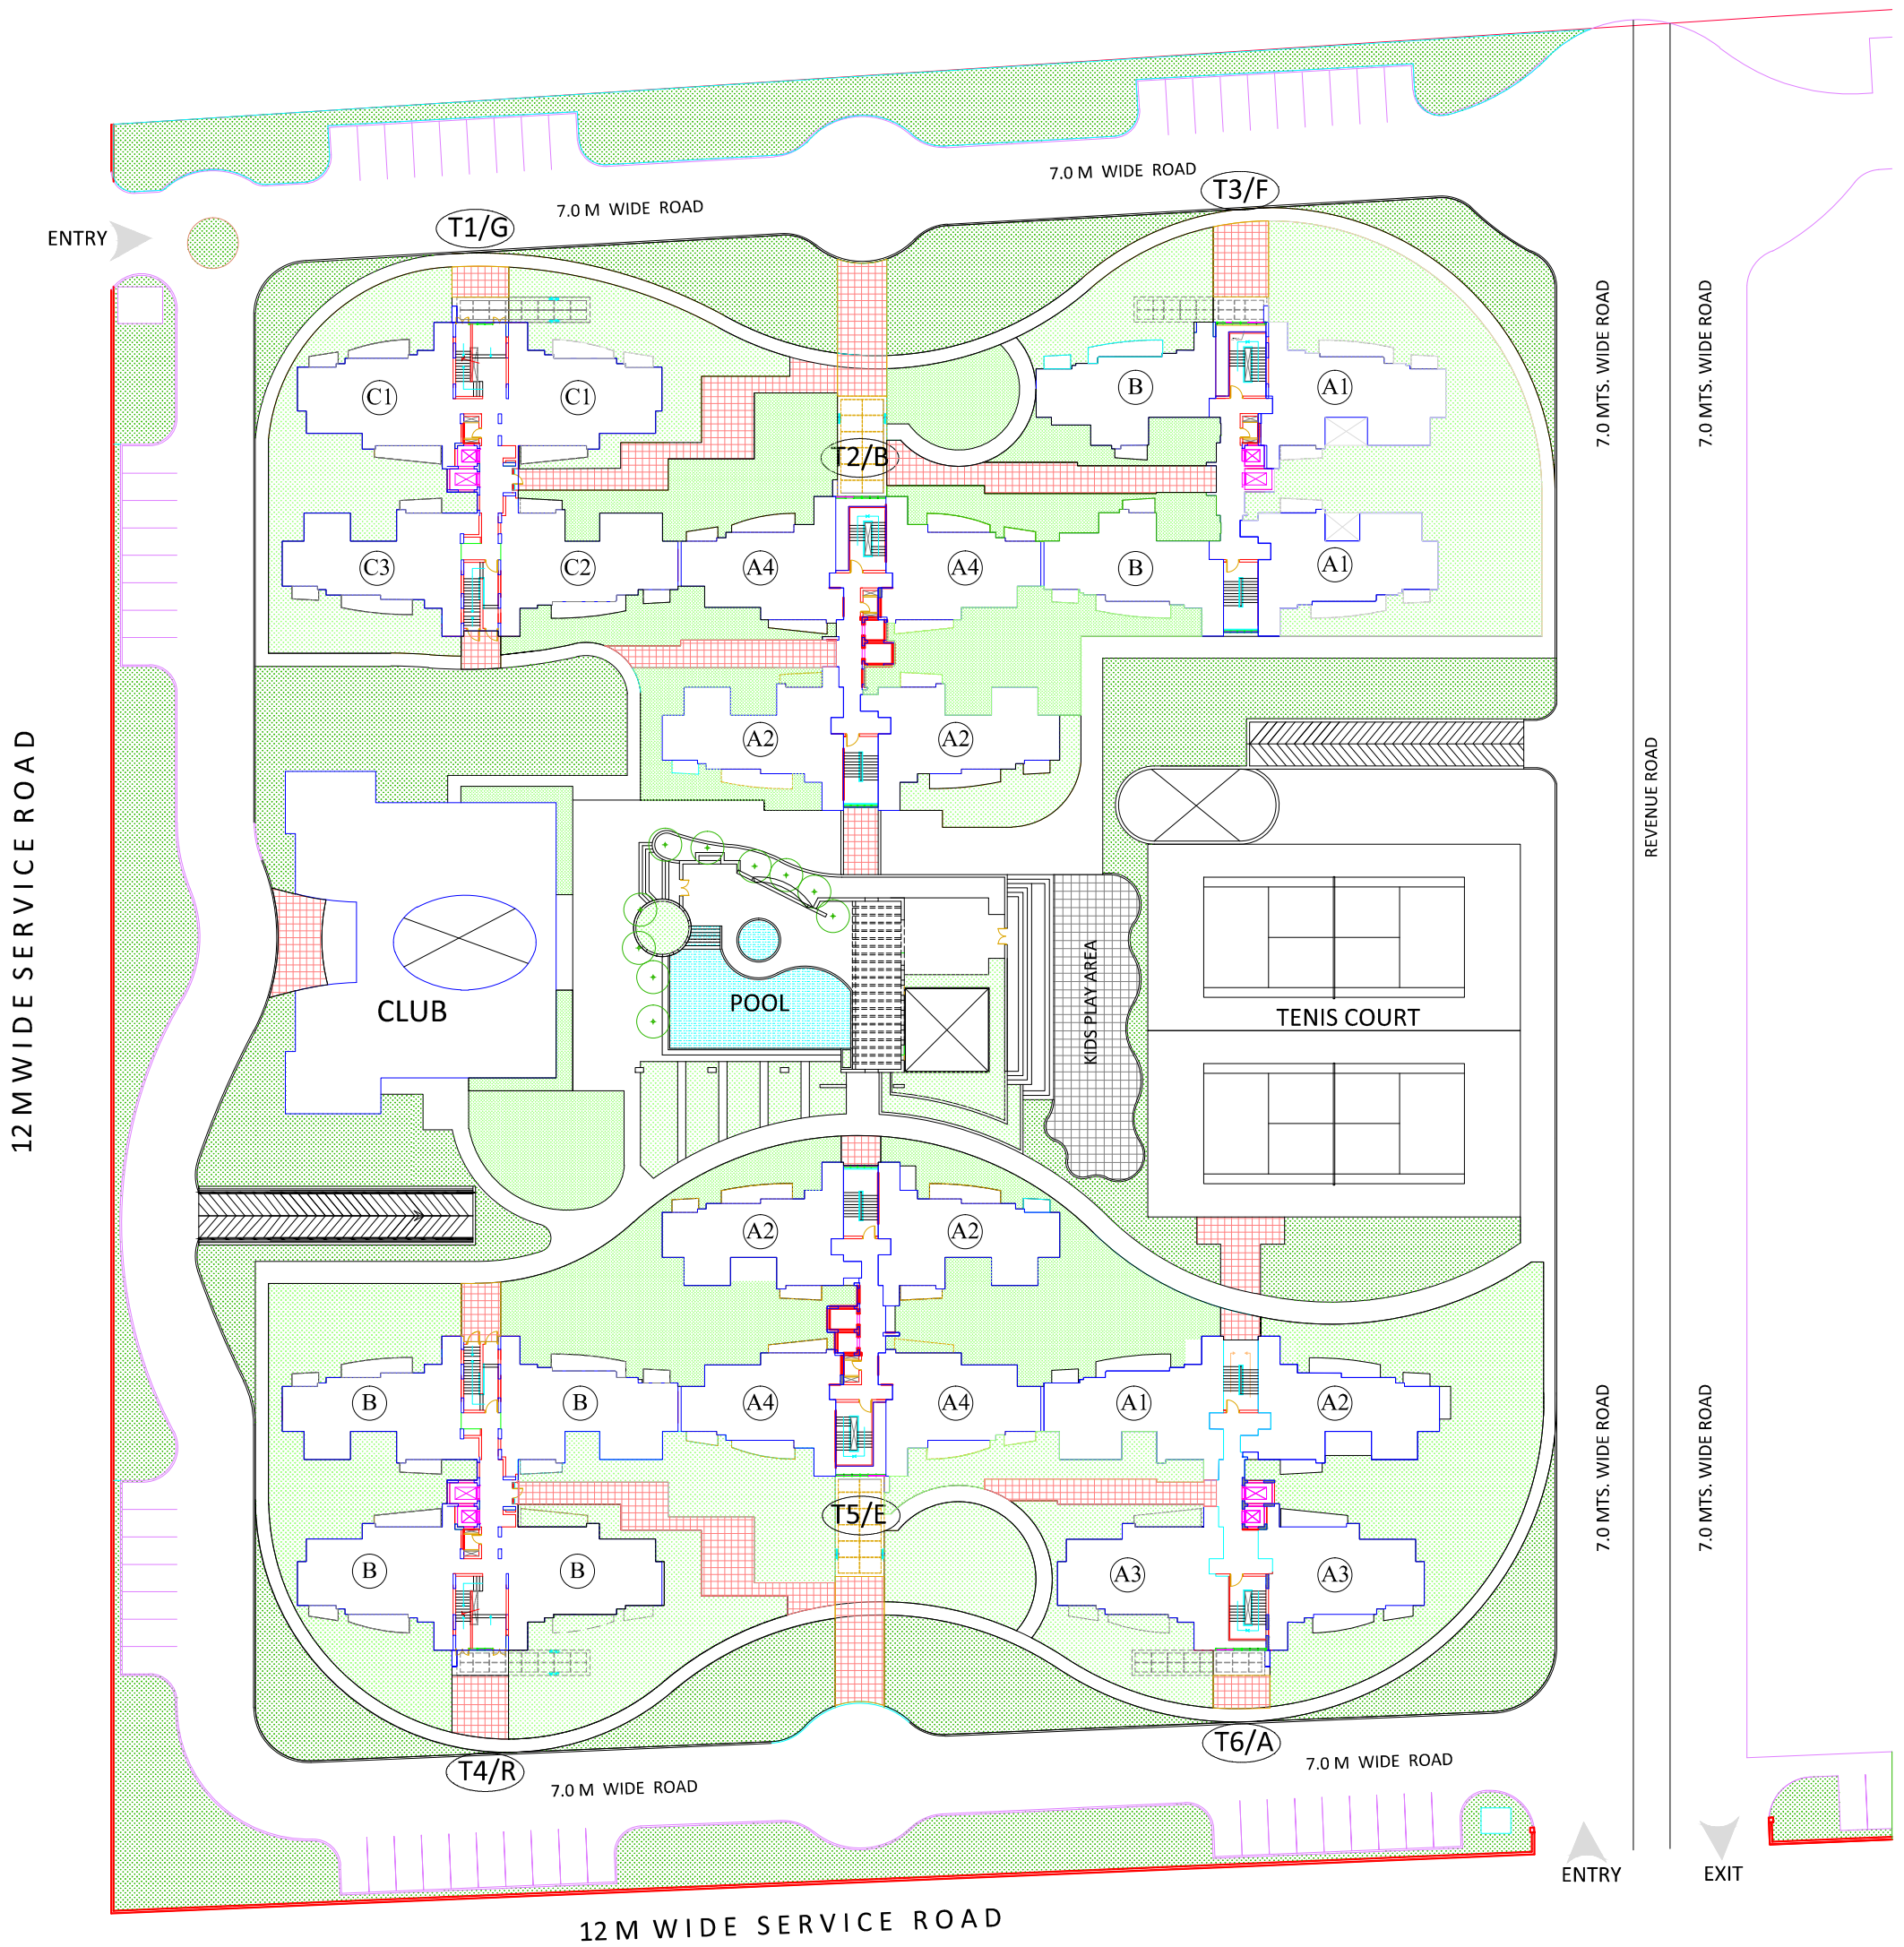 7.0 M WIDE ROAD
T3/F
7.0 M WIDE ROAD
T1/G
ENTRY
7.0 MTS. WIDE ROAD
7.0 MTS. WIDE ROAD
C1
C1
B
A1
T2/B
C3
C2
A4
A4
B
A1
A2
A2
REVENUE ROAD
12 M WIDE SERVICE ROAD
CLUB
POOL
KIDS PLAY AREA
TENIS COURT
A2
A2
B
B
A4
A4
A1
A2
7.0 MTS. WIDE ROAD
7.0 MTS. WIDE ROAD
T5/E
B
B
A3
A3
T6/A
T4/R
7.0 M WIDE ROAD
7.0 M WIDE ROAD
ENTRY
EXIT
12 M WIDE SERVICE ROAD